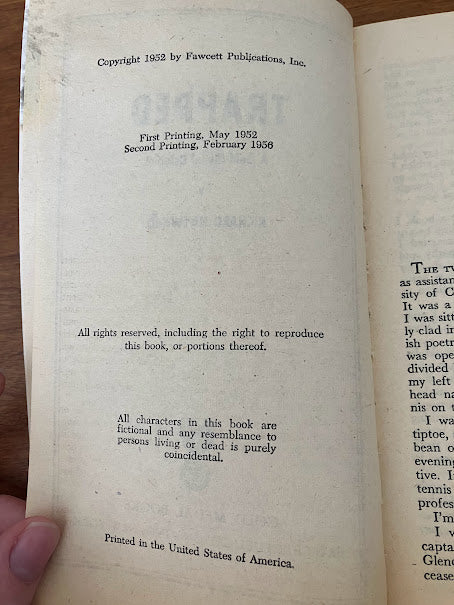 Copyright 1952 by Fawcett Publications, Inc.
First Printing, May 1952
Second Printing, February 1956
All rights reserved, including the right to reproduce
this book, or portions thereof.
All characters in this book are
fictional and any resemblance to
persons living or dead is purely
coincidental.
Printed in the United States of America.
THE
as assistan
sity of C
It was a
I was sitt
ly clad in
ish poetr
was ope
divided
my left
head na
nis on t
I wa
tiptoe,
bean o
evening
tive. I
tennis
profes
I'm
I w
capta
Glenc
cease